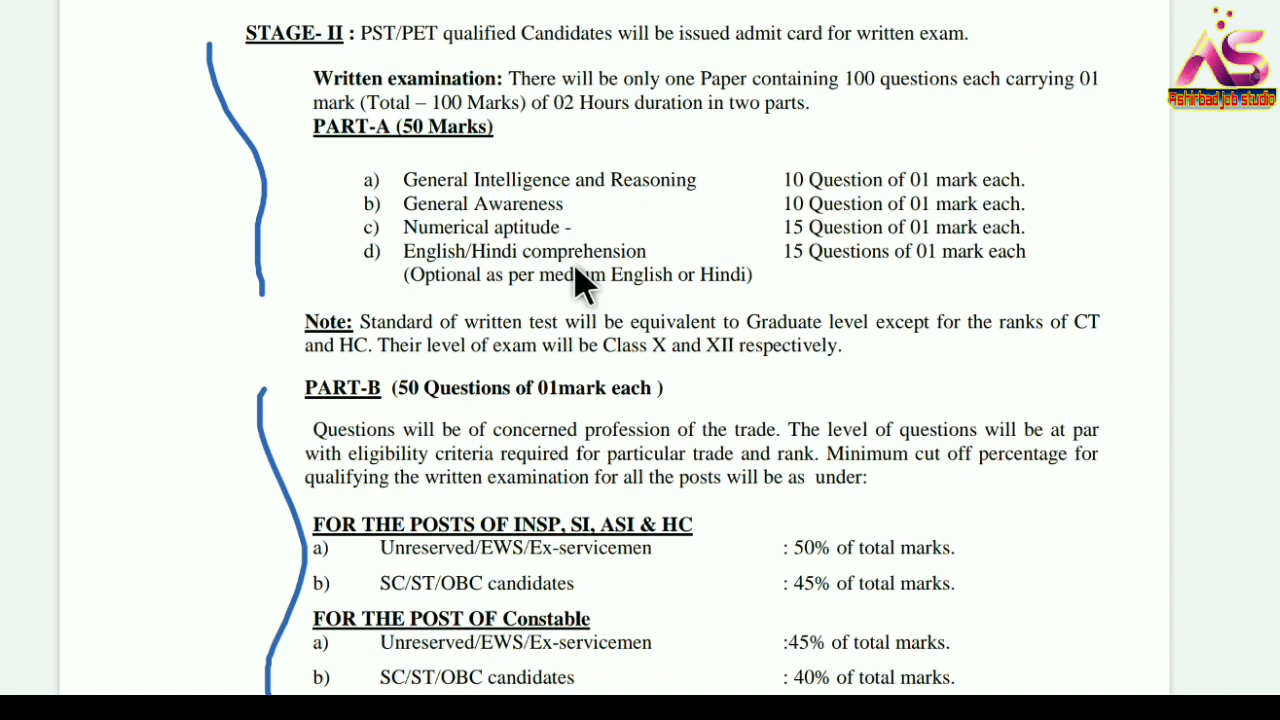 STAGE- II : PST/PET qualified Candidates will be issued admit card for written exam.
Written examination: There will be only one Paper containing 100 questions each carrying 01
mark (Total – 100 Marks) of 02 Hours duration in two parts.
PART-A (50 Marks)
a) General Intelligence and Reasoning 10 Question of 01 mark each.
b) General Awareness 10 Question of 01 mark each.
c) Numerical aptitude - 15 Question of 01 mark each.
d) English/Hindi comprehension 15 Questions of 01 mark each
(Optional as per English or Hindi)
Note: Standard of written test will be equivalent to Graduate level except for the ranks of CT
and HC. Their level of exam will be Class X and XII respectively.
PART-B (50 Questions of 01mark each )
Questions will be of concerned profession of the trade. The level of questions will be at par
with eligibility criteria required for particular trade and rank. Minimum cut off percentage for
qualifying the written examination for all the posts will be as under:
FOR THE POSTS OF INSP, SI, ASI & HC
a) Unreserved/EWS/Ex-servicemen : 50% of total marks.
b) SC/ST/OBC candidates : 45% of total marks.
FOR THE POST OF Constable
a) Unreserved/EWS/Ex-servicemen :45% of total marks.
b) SC/ST/OBC candidates : 40% of total marks.
AS
Ashirbad job studio